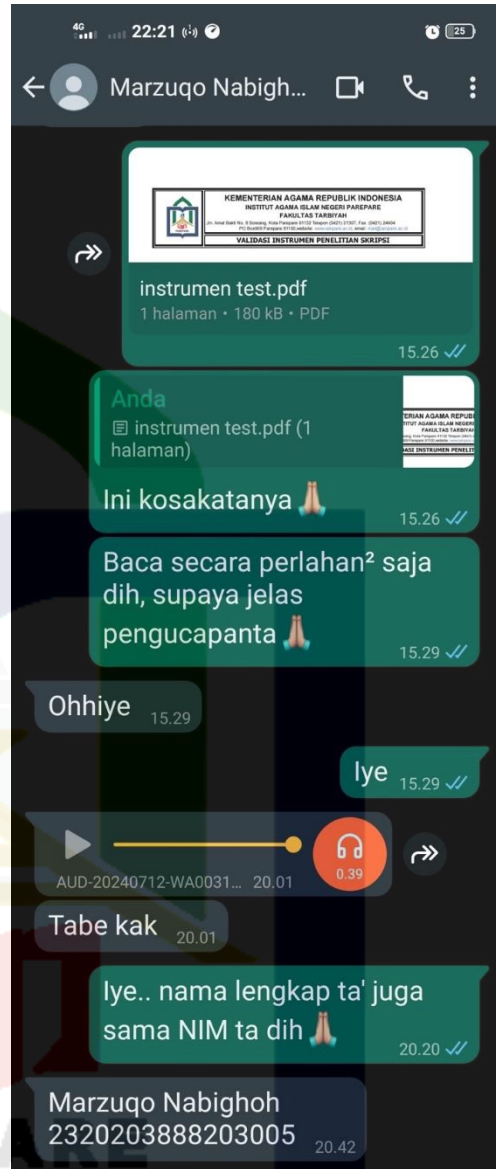 4G 22:21 25
Marzuqo Nabigh...
KEMENTERIAN AGAMA REPUBLIK INDONESIA
INSTITUT AGAMA ISLAM NEGERI PAREPARE
FAKULTAS TARBIYAH
VALIDASI INSTRUMEN PENELITIAN SKRIPSI
instrumen test.pdf
1 halaman • 180 kB • PDF
15.26
Anda
instrumen test.pdf (1
halaman)
Ini kosakatanya 🙏🏼
15.26
Baca secara perlahan² saja
dih, supaya jelas
pengucapanta 🙏🏼
15.29
Ohhiye 15.29
Iye 15.29
0.39
AUD-20240712-WA0031... 20.01
Tabe kak 20.01
Iye.. nama lengkap ta' juga
sama NIM ta dih 🙏🏼
20.20
Marzuqo Nabighoh
2320203888203005 20.42